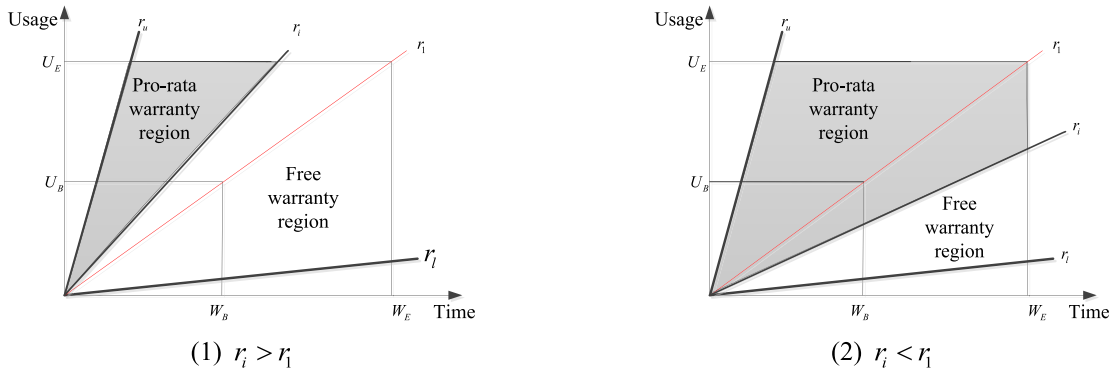 Usage
r_u
r_i
r_1
U_E
Pro-rata
warranty
region
U_B
Free
warranty
region
r_l
W_B
W_E
Time
(1) r_i > r_1
Usage
r_u
r_1
U_E
Pro-rata
warranty
region
r_i
U_B
Free
warranty
region
r_l
W_B
W_E
Time
(2) r_i < r_1